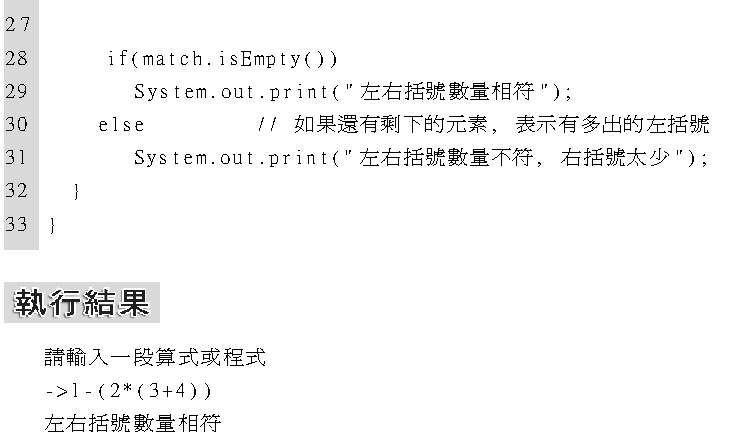 27
28 if(match.isEmpty())
29 System.out.print("左右括號數量相符");
30 else // 如果還有剩下的元素, 表示有多出的左括號
31 System.out.print("左右括號數量不符, 右括號太少");
32 }
33 }
執行結果
請輸入一段算式或程式
->1-(2*(3+4))
左右括號數量相符